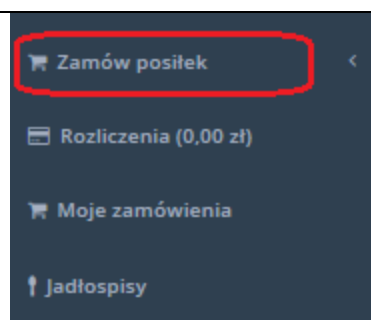 Zamów posiłek
Rozliczenia (0,00 zł)
Moje zamówienia
Jadłospisy